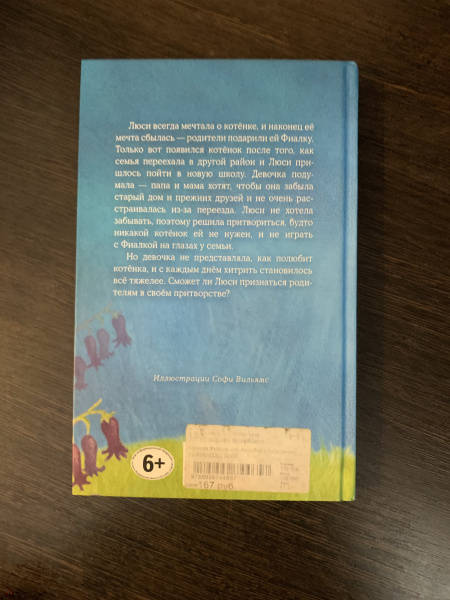 Люси всегда мечтала о котёнке, и наконец её
мечта сбылась — родители подарили ей Фиалку.
Только вот появился котёнок после того, как
семья переехала в другой район и Люси при-
шлось пойти в новую школу. Девочка поду-
мала — папа и мама хотят, чтобы она забыла
старый дом и прежних друзей и не очень рас-
страивалась из-за переезда. Люси не хотела
забывать, поэтому решила притвориться, будто
никакой котёнок ей не нужен, и не играть
с Фиалкой на глазах у семьи.
Но девочка не представляла, как полюбит
котёнка, и с каждым днём хитрить становилось
всё тяжелее. Сможет ли Люси признаться роди-
телям в своём притворстве?
Иллюстрации Софи Вильямс
6+
167 руб